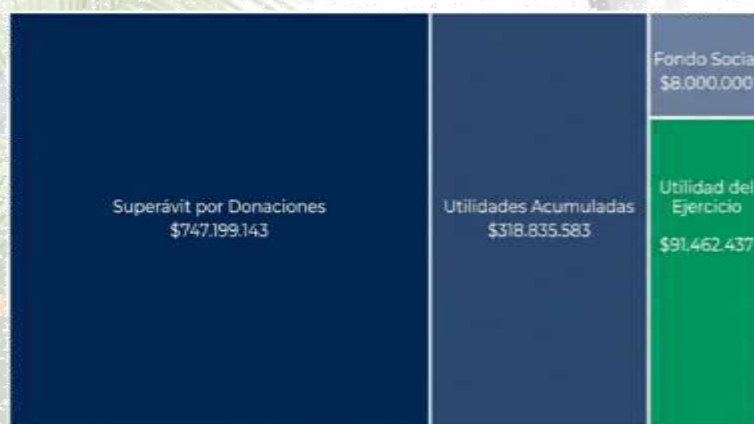 Superávit por Donaciones
$747.199.143
Utilidades Acumuladas
$318.835.583
Fondo Social
$8.000.000
Utilidad del
Ejercicio
$91.462.437